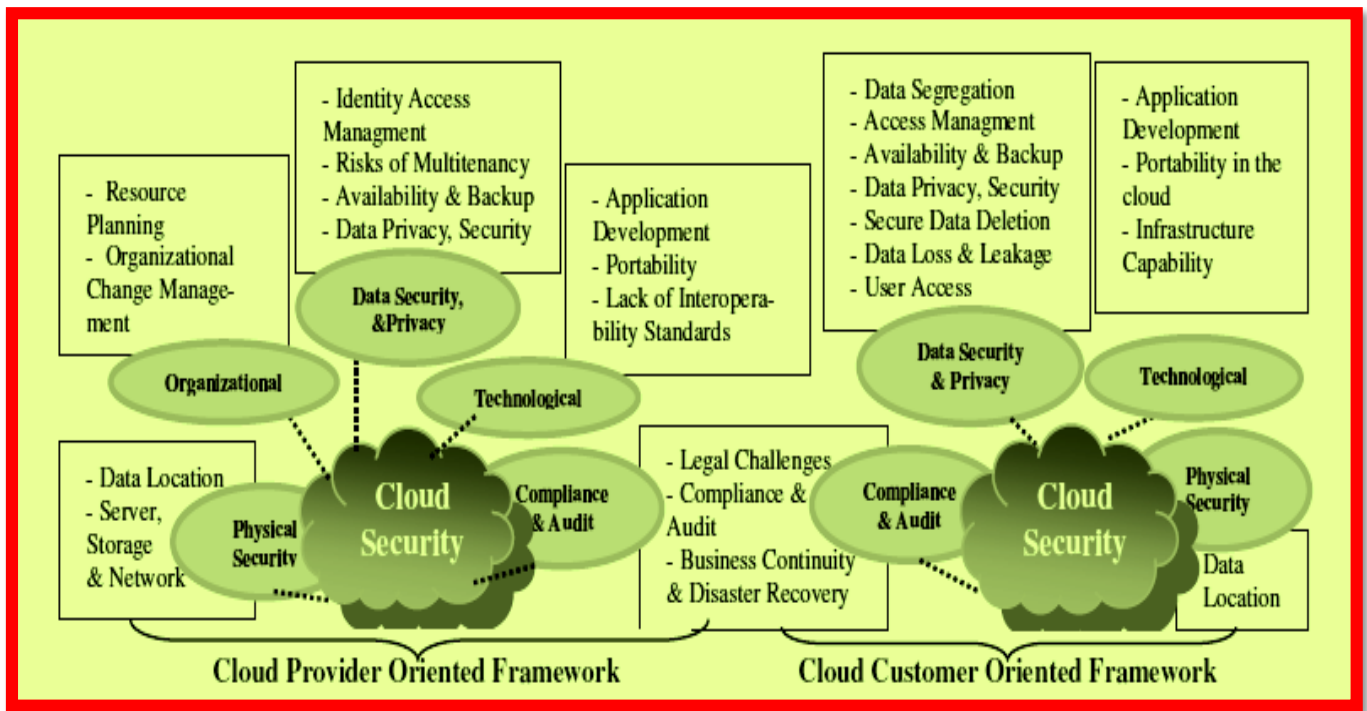 - Resource
Planning
- Organizational
Change Manage-
ment
- Identity Access
Managment
- Risks of Multitenancy
- Availability & Backup
- Data Privacy, Security
- Application
Development
- Portability
- Lack of Interopera-
bility Standards
Organizational
Data Security,
&Privacy
Technological
- Data Location
- Server,
Storage
& Network
Physical
Security
Cloud
Security
Compliance
& Audit
- Legal Challenges
- Compliance &
Audit
- Business Continuity
& Disaster Recovery
Cloud Provider Oriented Framework
- Data Segregation
- Access Managment
- Availability & Backup
- Data Privacy, Security
- Secure Data Deletion
- Data Loss & Leakage
- User Access
- Application
Development
- Portability in the
cloud
- Infrastructure
Capability
Data Security
& Privacy
Technological
Compliance
& Audit
Cloud
Security
Physical
Security
Data
Location
Cloud Customer Oriented Framework